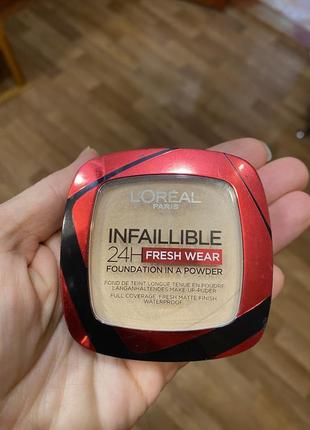 L'ORÉAL
PARIS
INFAILLIBLE
24H FRESH WEAR
FOUNDATION IN A POWDER
FOND DE TEINT LONGUE TENUE EN POUDRE
LANGANHALTENDES MAKE-UP-PUDER
FULL COVERAGE. FRESH MATTE FINISH
WATERPROOF